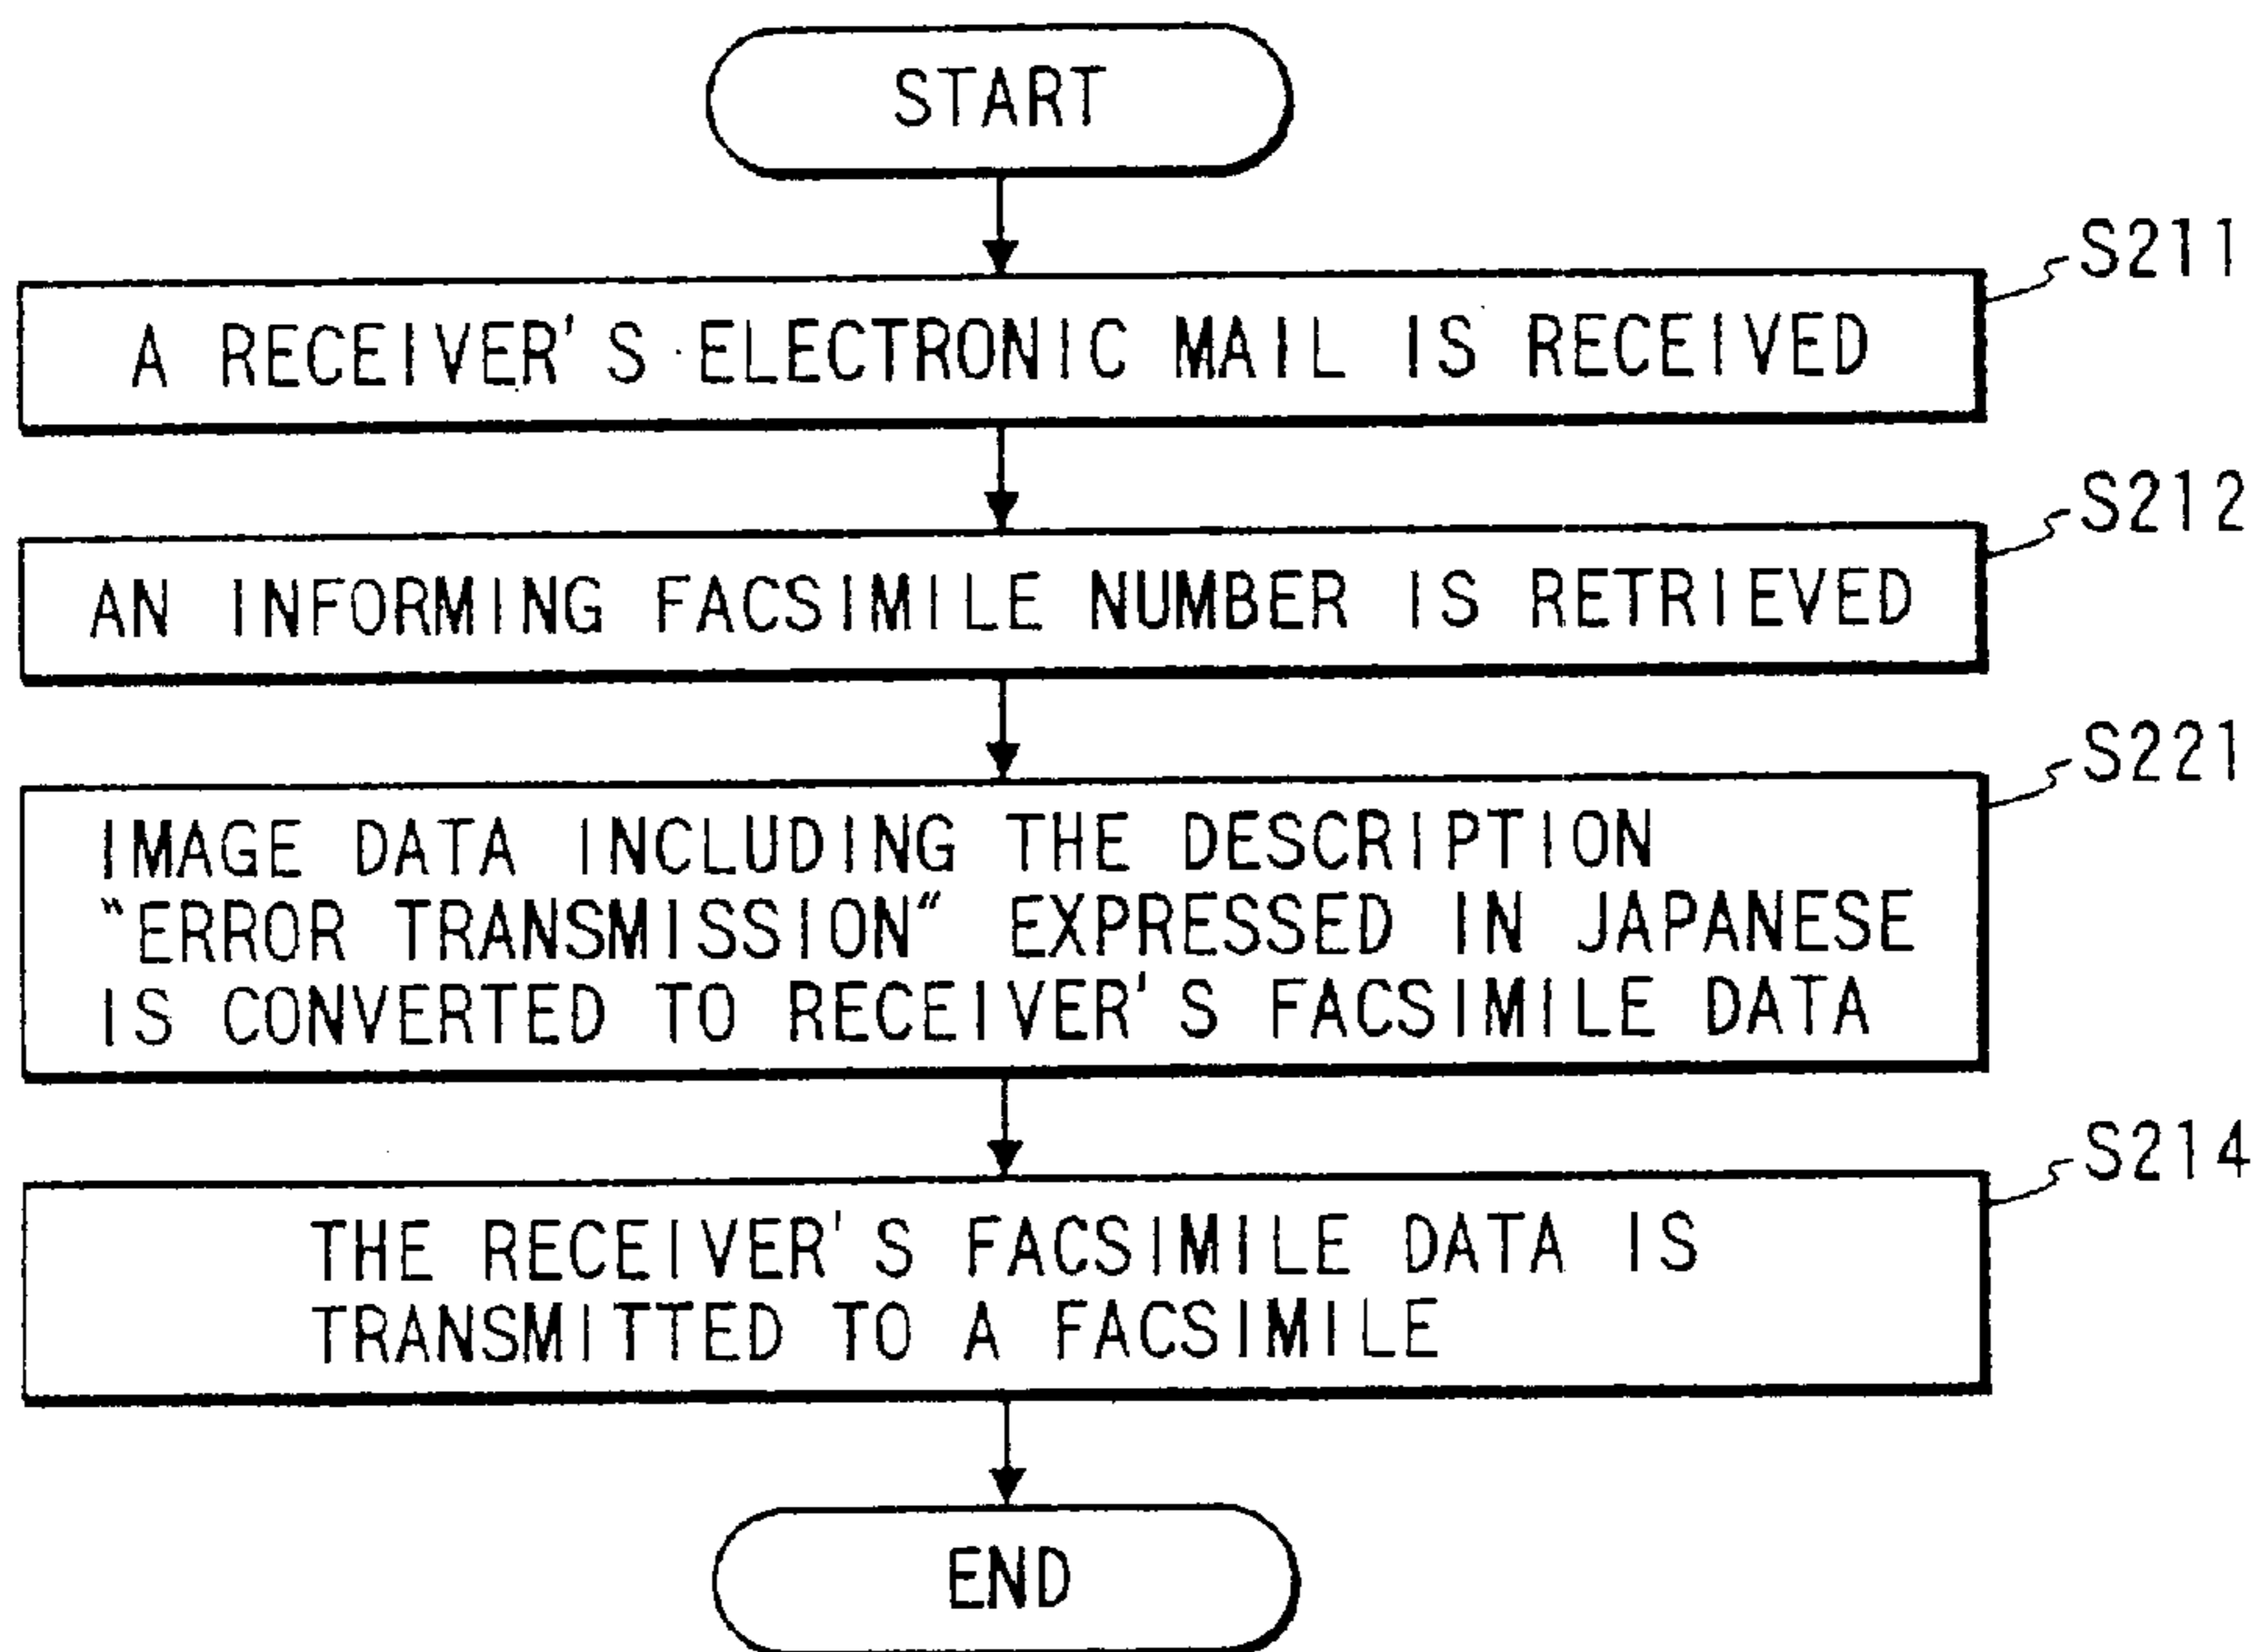 START
S211
A RECEIVER'S ELECTRONIC MAIL IS RECEIVED
S212
AN INFORMING FACSIMILE NUMBER IS RETRIEVED
S221
IMAGE DATA INCLUDING THE DESCRIPTION
"ERROR TRANSMISSION" EXPRESSED IN JAPANESE
IS CONVERTED TO RECEIVER'S FACSIMILE DATA
S214
THE RECEIVER'S FACSIMILE DATA IS
TRANSMITTED TO A FACSIMILE
END